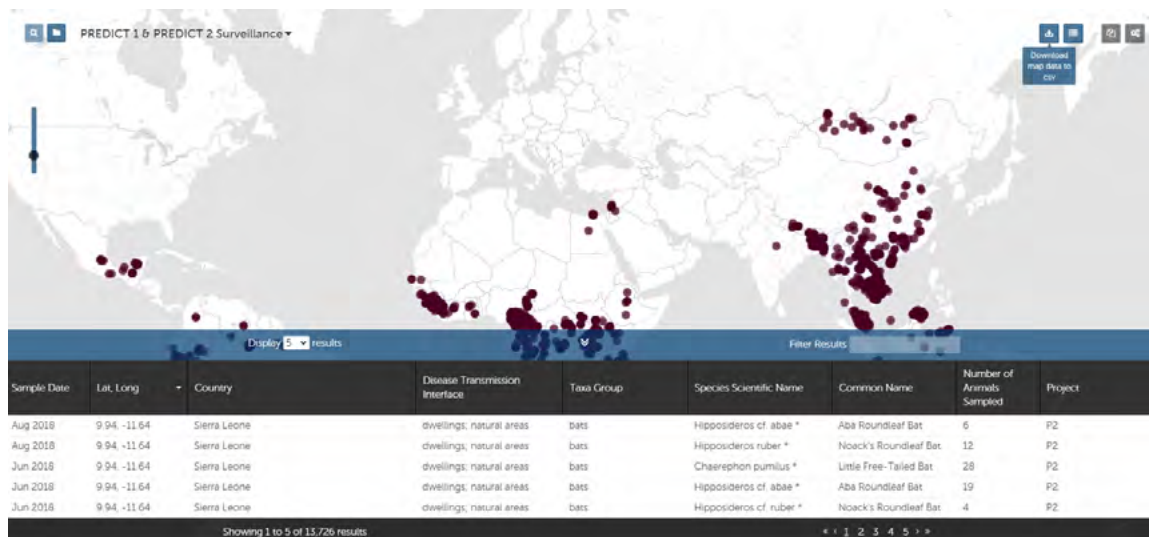 PREDICT 1 & PREDICT 2 Surveillance
Download
map data to
csv
Display 5 results
Filter Results
Sample Date Lat, Long Country Disease Transmission Interface Taxa Group Species Scientific Name Common Name Number of Animals Sampled Project
Aug 2018 9.94, -11.64 Sierra Leone dwellings; natural areas bats Hipposideros cf. abae * Aba Roundleaf Bat 6 P2
Aug 2018 9.94, -11.64 Sierra Leone dwellings; natural areas bats Hipposideros ruber * Noack's Roundleaf Bat 12 P2
Jun 2018 9.94, -11.64 Sierra Leone dwellings; natural areas bats Chaerephon pumilus * Little Free-Tailed Bat 28 P2
Jun 2018 9.94, -11.64 Sierra Leone dwellings; natural areas bats Hipposideros cf. abae * Aba Roundleaf Bat 19 P2
Jun 2018 9.94, -11.64 Sierra Leone dwellings; natural areas bats Hipposideros cf. ruber * Noack's Roundleaf Bat 4 P2
Showing 1 to 5 of 13,726 results
« ‹ 1 2 3 4 5 › »